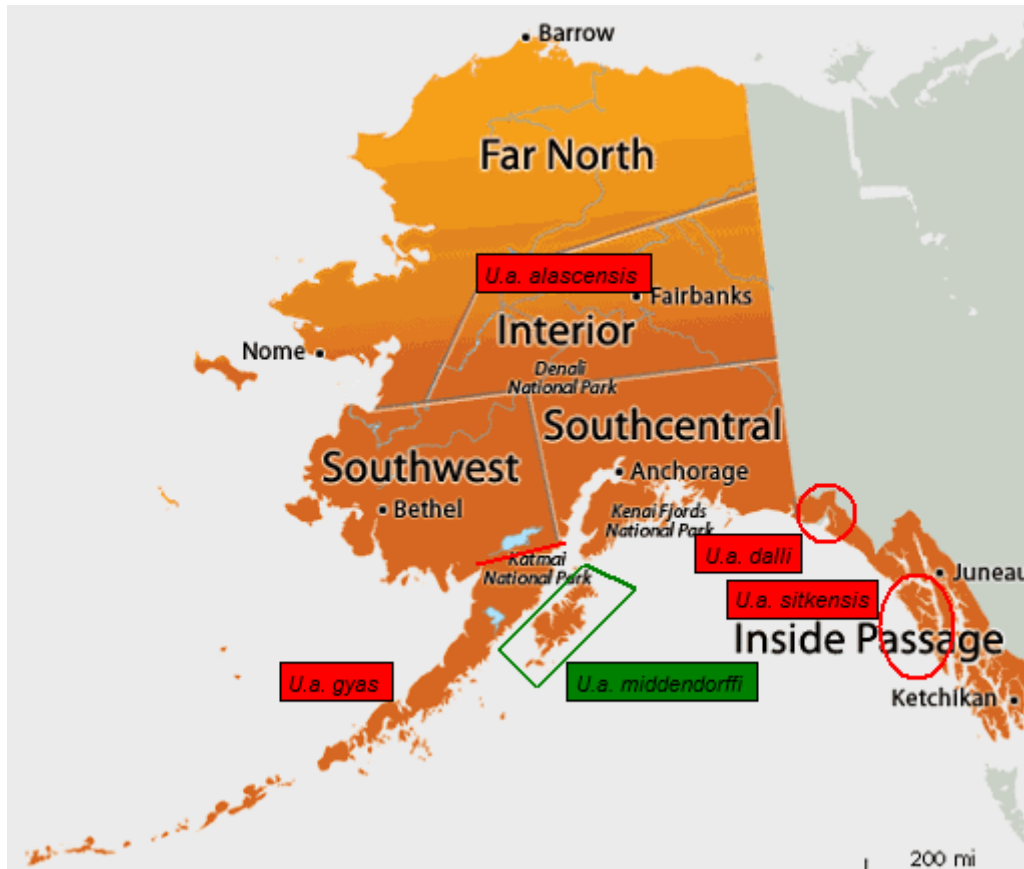 Barrow
Far North
U.a. alascensis
Fairbanks
Interior
Nome
Denali
National Park
Southcentral
Southwest
Anchorage
Bethel
Kenai Fjords
National Park
U.a. dalli
Katmai
National Park
Juneau
U.a. sitkensis
Inside Passage
U.a. gyas
U.a. middendorffi
Ketchikan
200 mi